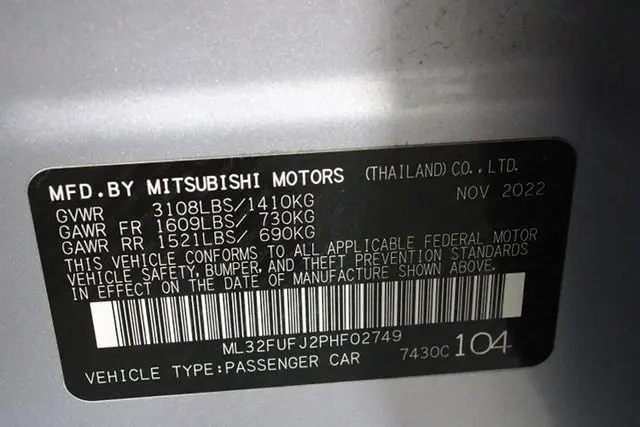 MFD.BY MITSUBISHI MOTORS (THAILAND) CO., LTD.
NOV 2022
GVWR 3108LBS/1410KG
GAWR FR 1609LBS/ 730KG
GAWR RR 1521LBS/ 690KG
THIS VEHICLE CONFORMS TO ALL APPLICABLE FEDERAL MOTOR
VEHICLE SAFETY, BUMPER, AND THEFT PREVENTION STANDARDS
IN EFFECT ON THE DATE OF MANUFACTURE SHOWN ABOVE.
ML32FUFJ2PHF02749
VEHICLE TYPE:PASSENGER CAR 7430C 104